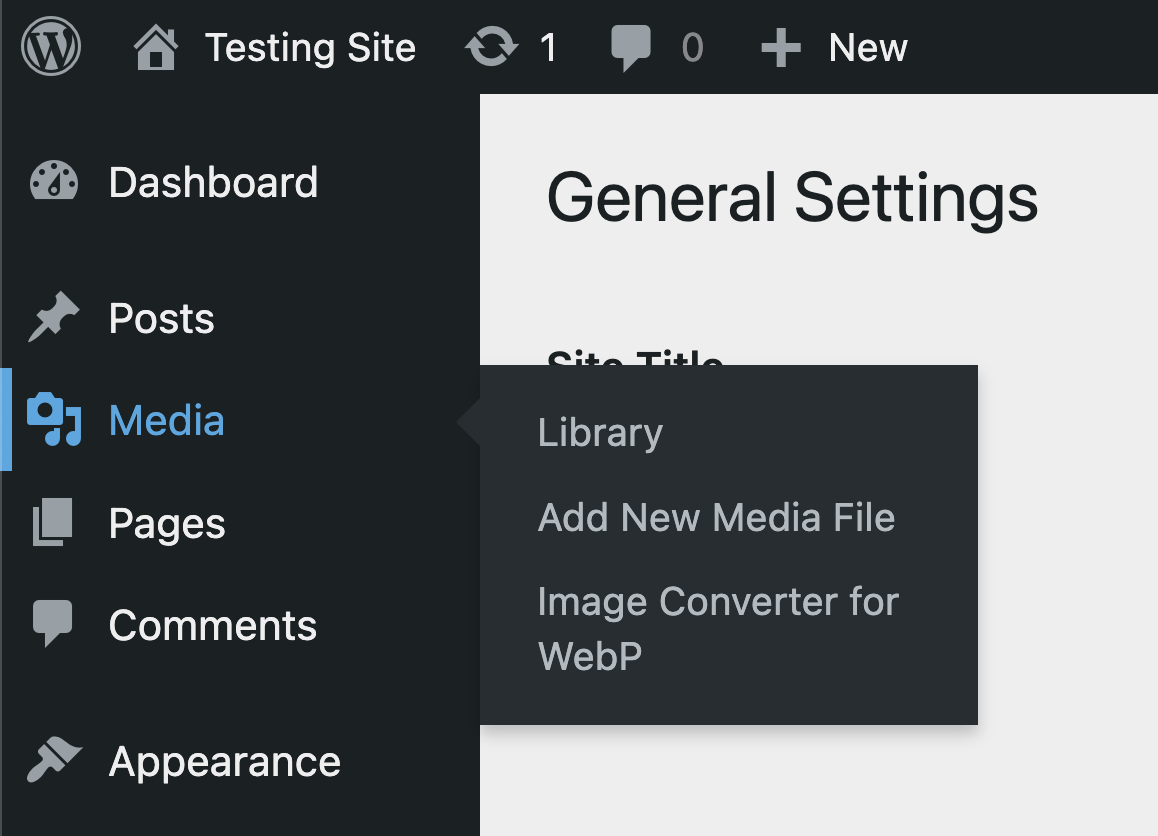 Testing Site 1 0 New
Dashboard
General Settings
Posts
Site Title
Media
Library
Add New Media File
Pages
Image Converter for
WebP
Comments
Appearance